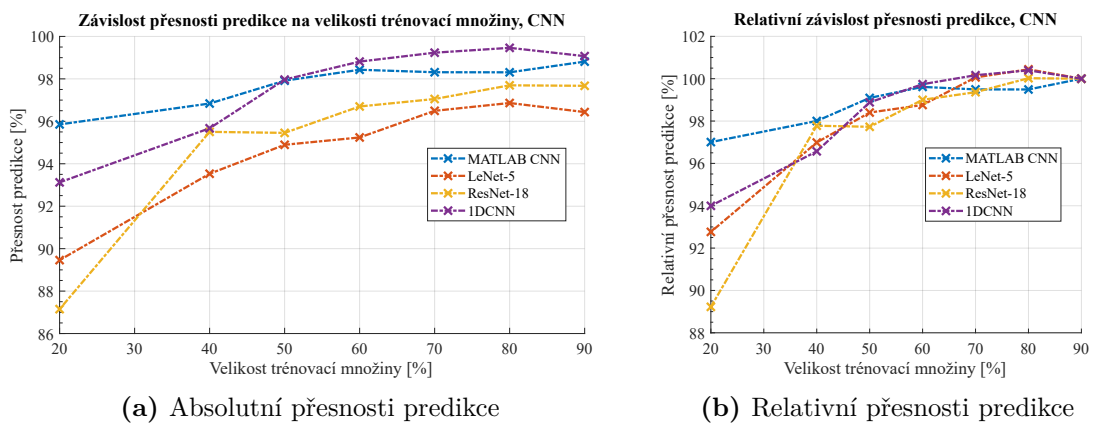 Závislost přesnosti predikce na velikosti trénovací množiny, CNN
100
98
96
94
92
90
88
86
Přesnost predikce [%]
MATLAB CNN
LeNet-5
ResNet-18
1DCNN
20 30 40 50 60 70 80 90
Velikost trénovací množiny [%]
(a) Absolutní přesnosti predikce
Relativní závislost přesnosti predikce, CNN
102
100
98
96
94
92
90
88
Relativní přesnost predikce [%]
MATLAB CNN
LeNet-5
ResNet-18
1DCNN
20 30 40 50 60 70 80 90
Velikost trénovací množiny [%]
(b) Relativní přesnosti predikce